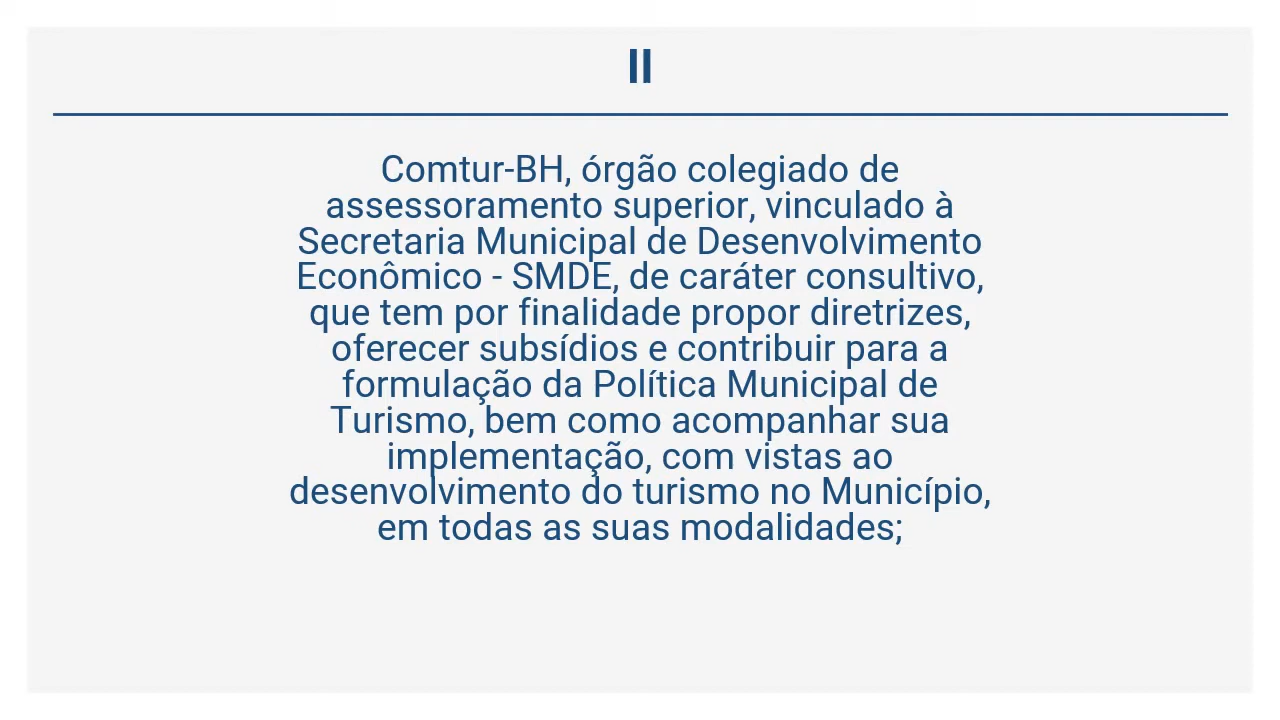 II
Comtur-BH, órgão colegiado de
assessoramento superior, vinculado à
Secretaria Municipal de Desenvolvimento
Econômico - SMDE, de caráter consultivo,
que tem por finalidade propor diretrizes,
oferecer subsídios e contribuir para a
formulação da Política Municipal de
Turismo, bem como acompanhar sua
implementação, com vistas ao
desenvolvimento do turismo no Município,
em todas as suas modalidades;